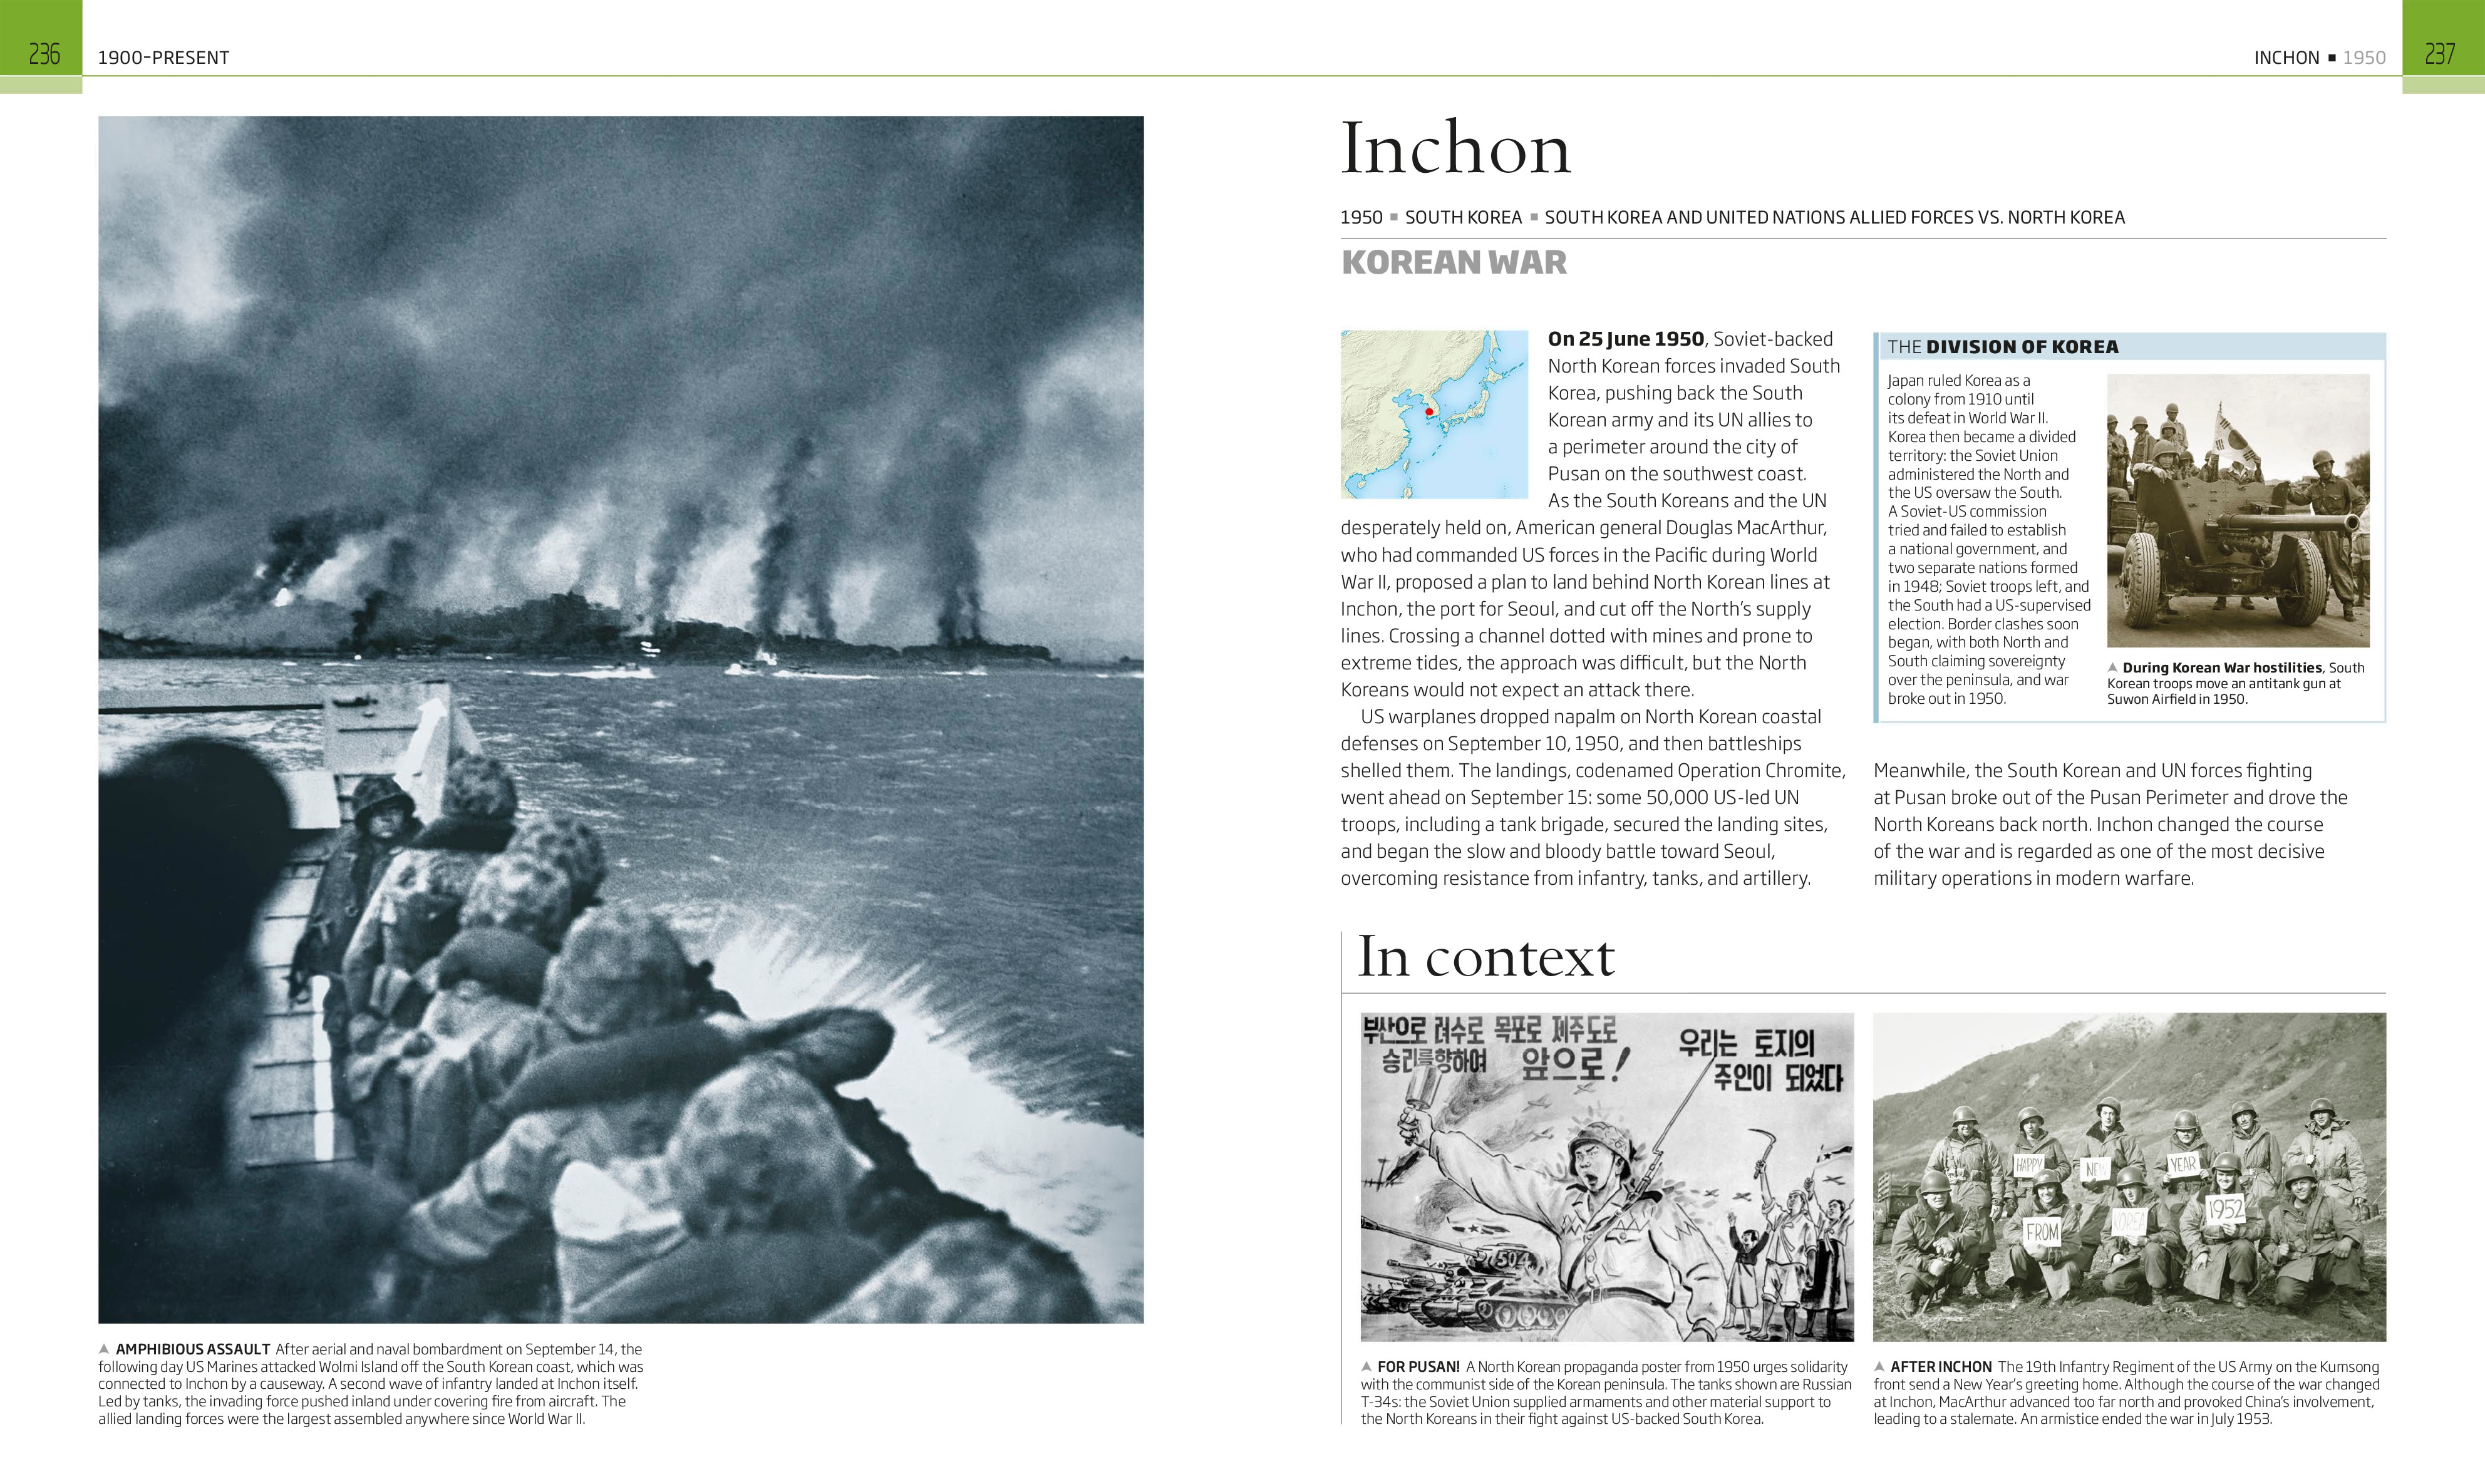 236
1900–PRESENT
INCHON ■ 1950
237
▲ AMPHIBIOUS ASSAULT After aerial and naval bombardment on September 14, the
following day US Marines attacked Wolmi Island off the South Korean coast, which was
connected to Inchon by a causeway. A second wave of infantry landed at Inchon itself.
Led by tanks, the invading force pushed inland under covering fire from aircraft. The
allied landing forces were the largest assembled anywhere since World War II.
Inchon
1950 ■ SOUTH KOREA ■ SOUTH KOREA AND UNITED NATIONS ALLIED FORCES VS. NORTH KOREA
KOREAN WAR
On 25 June 1950, Soviet-backed
North Korean forces invaded South
Korea, pushing back the South
Korean army and its UN allies to
a perimeter around the city of
Pusan on the southwest coast.
As the South Koreans and the UN
desperately held on, American general Douglas MacArthur,
who had commanded US forces in the Pacific during World
War II, proposed a plan to land behind North Korean lines at
Inchon, the port for Seoul, and cut off the North's supply
lines. Crossing a channel dotted with mines and prone to
extreme tides, the approach was difficult, but the North
Koreans would not expect an attack there.
US warplanes dropped napalm on North Korean coastal
defenses on September 10, 1950, and then battleships
shelled them. The landings, codenamed Operation Chromite,
went ahead on September 15: some 50,000 US-led UN
troops, including a tank brigade, secured the landing sites,
and began the slow and bloody battle toward Seoul,
overcoming resistance from infantry, tanks, and artillery.
THE DIVISION OF KOREA
Japan ruled Korea as a
colony from 1910 until
its defeat in World War II.
Korea then became a divided
territory: the Soviet Union
administered the North and
the US oversaw the South.
A Soviet-US commission
tried and failed to establish
a national government, and
two separate nations formed
in 1948; Soviet troops left, and
the South had a US-supervised
election. Border clashes soon
began, with both North and
South claiming sovereignty
over the peninsula, and war
broke out in 1950.
▲ During Korean War hostilities, South
Korean troops move an antitank gun at
Suwon Airfield in 1950.
Meanwhile, the South Korean and UN forces fighting
at Pusan broke out of the Pusan Perimeter and drove the
North Koreans back north. Inchon changed the course
of the war and is regarded as one of the most decisive
military operations in modern warfare.
In context
부산으로 려수로 목포로 제주도로
승리를향하여 앞으로!
우리는 토지의
주인이 되었다
504
▲ FOR PUSAN! A North Korean propaganda poster from 1950 urges solidarity
with the communist side of the Korean peninsula. The tanks shown are Russian
T-34s: the Soviet Union supplied armaments and other material support to
the North Koreans in their fight against US-backed South Korea.
HAPPY NEW YEAR
FROM KOREA 1952
▲ AFTER INCHON The 19th Infantry Regiment of the US Army on the Kumsong
front send a New Year's greeting home. Although the course of the war changed
at Inchon, MacArthur advanced too far north and provoked China's involvement,
leading to a stalemate. An armistice ended the war in July 1953.